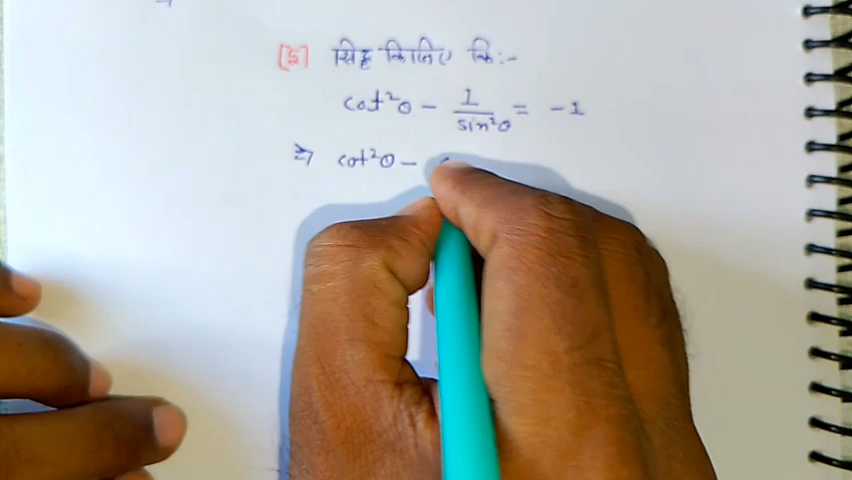 [5] सिद्ध किजिए कि:-
cot²θ - 1/sin²θ = -1
⇒ cot²θ -